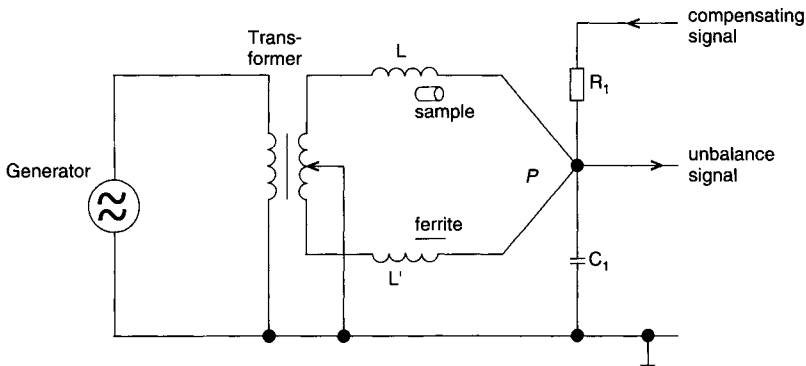 compensating
signal
Trans-
former
L
R1
sample
Generator
P
unbalance
signal
ferrite
L'
C1